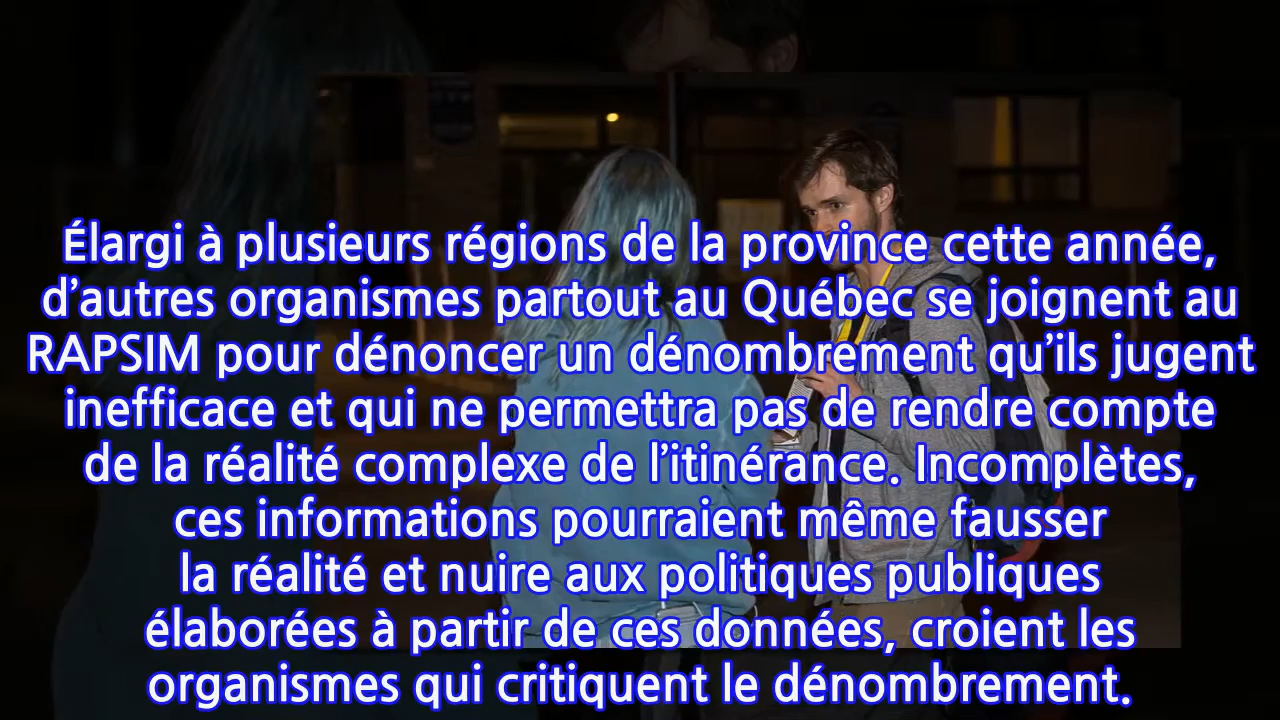 Élargi à plusieurs régions de la province cette année,
d’autres organismes partout au Québec se joignent au
RAPSIM pour dénoncer un dénombrement qu’ils jugent
inefficace et qui ne permettra pas de rendre compte
de la réalité complexe de l’itinérance. Incomplètes,
ces informations pourraient même fausser
la réalité et nuire aux politiques publiques
élaborées à partir de ces données, croient les
organismes qui critiquent le dénombrement.